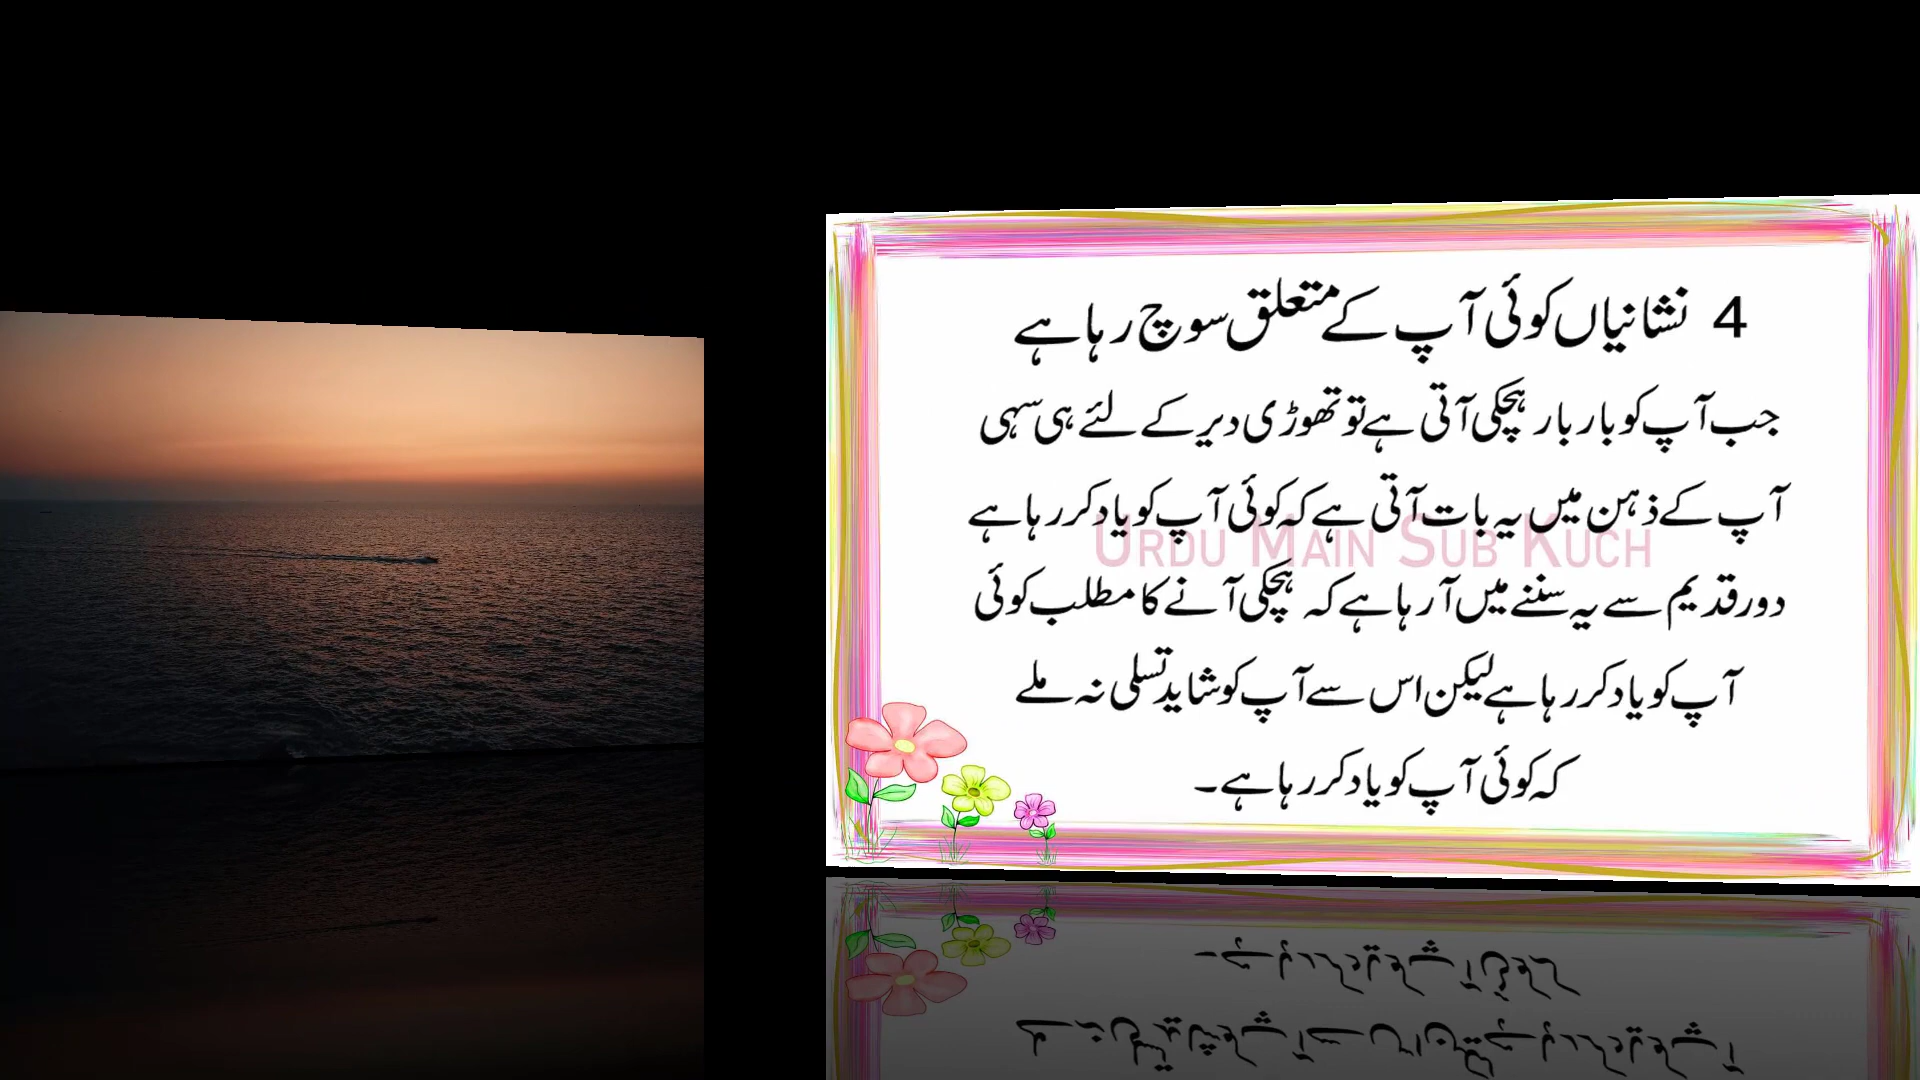 4 نشانیاں کوئی آپ کے متعلق سوچ رہا ہے
جب آپ کو بار بار ہچکی آتی ہے تو تھوڑی دیر کے لئے ہی سہی
آپ کے ذہن میں یہ بات آتی ہے کہ کوئی آپ کو یاد کر رہا ہے
Urdu Main Sub Kuch
دور قدیم سے یہ سننے میں آ رہا ہے کہ ہچکی آنے کا مطلب کوئی
آپ کو یاد کر رہا ہے لیکن اس سے آپ کو شاید تسلی نہ ملے
کہ کوئی آپ کو یاد کر رہا ہے۔